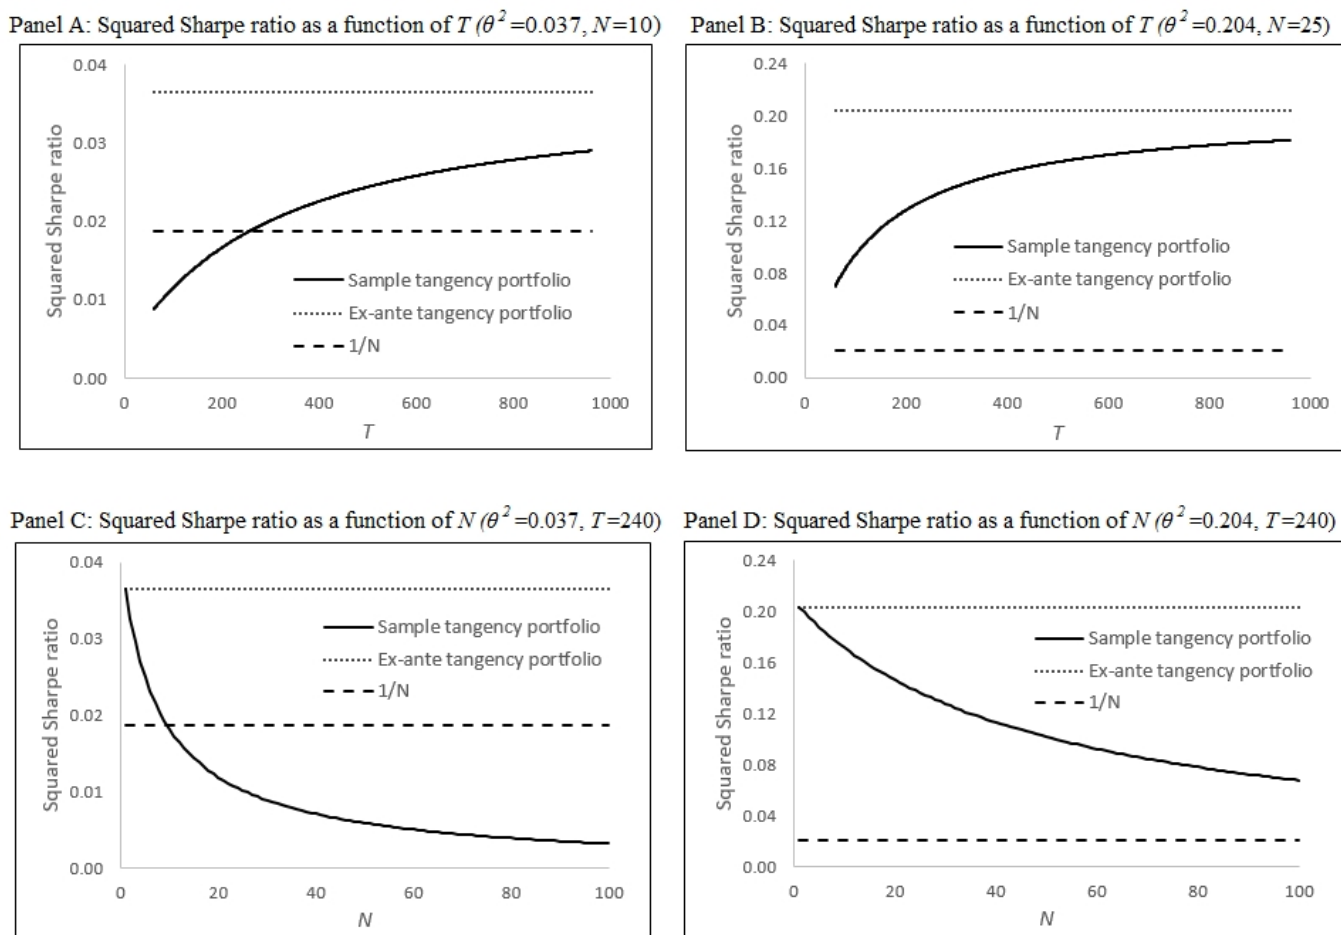 Panel A: Squared Sharpe ratio as a function of T (θ²=0.037, N=10)
Squared Sharpe ratio
0.04
0.03
0.02
0.01
0.00
Sample tangency portfolio
Ex-ante tangency portfolio
1/N
0 200 400 600 800 1000
T
Panel B: Squared Sharpe ratio as a function of T (θ²=0.204, N=25)
Squared Sharpe ratio
0.24
0.20
0.16
0.12
0.08
0.04
0.00
Sample tangency portfolio
Ex-ante tangency portfolio
1/N
0 200 400 600 800 1000
T
Panel C: Squared Sharpe ratio as a function of N (θ²=0.037, T=240)
Squared Sharpe ratio
0.04
0.03
0.02
0.01
0.00
Sample tangency portfolio
Ex-ante tangency portfolio
1/N
0 20 40 60 80 100
N
Panel D: Squared Sharpe ratio as a function of N (θ²=0.204, T=240)
Squared Sharpe ratio
0.24
0.20
0.16
0.12
0.08
0.04
0.00
Sample tangency portfolio
Ex-ante tangency portfolio
1/N
0 20 40 60 80 100
N